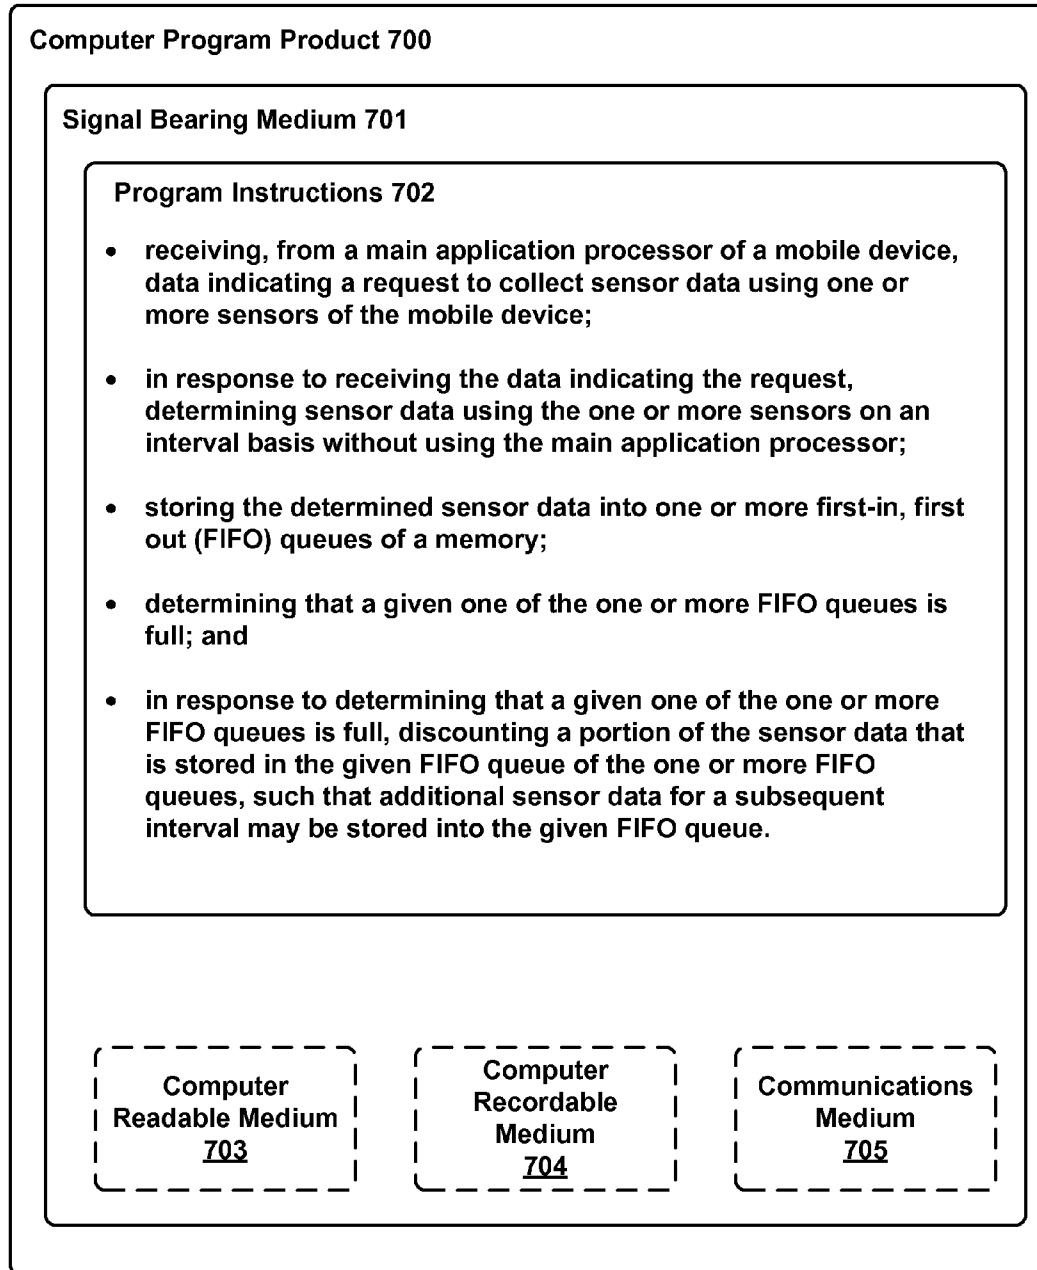 Computer Program Product 700
Signal Bearing Medium 701
Program Instructions 702
• receiving, from a main application processor of a mobile device,
data indicating a request to collect sensor data using one or
more sensors of the mobile device;
• in response to receiving the data indicating the request,
determining sensor data using the one or more sensors on an
interval basis without using the main application processor;
• storing the determined sensor data into one or more first-in, first
out (FIFO) queues of a memory;
• determining that a given one of the one or more FIFO queues is
full; and
• in response to determining that a given one of the one or more
FIFO queues is full, discounting a portion of the sensor data that
is stored in the given FIFO queue of the one or more FIFO
queues, such that additional sensor data for a subsequent
interval may be stored into the given FIFO queue.
Computer
Readable Medium
703
Computer
Recordable
Medium
704
Communications
Medium
705